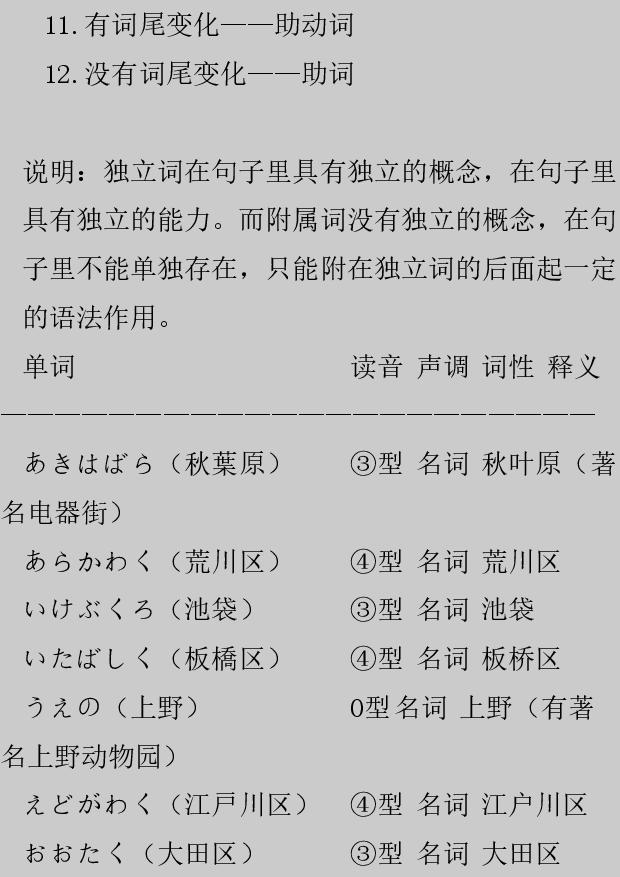 11.有词尾变化——助动词
12.没有词尾变化——助词
说明：独立词在句子里具有独立的概念，在句子里
具有独立的能力。而附属词没有独立的概念，在句
子里不能单独存在，只能附在独立词的后面起一定
的语法作用。
单词 读音 声调 词性 释义
——————————————————————
あきはばら（秋葉原） ③型 名词 秋叶原（著
名电器街）
あらかわく（荒川区） ④型 名词 荒川区
いけぶくろ（池袋） ③型 名词 池袋
いたばしく（板橋区） ④型 名词 板桥区
うえの（上野） 0型 名词 上野（有著
名上野动物园）
えどがわく（江戸川区） ④型 名词 江户川区
おおたく（大田区） ③型 名词 大田区